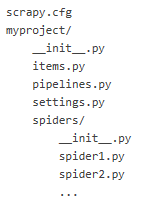 scrapy.cfg
myproject/
    __init__.py
    items.py
    pipelines.py
    settings.py
    spiders/
        __init__.py
        spider1.py
        spider2.py
        ...